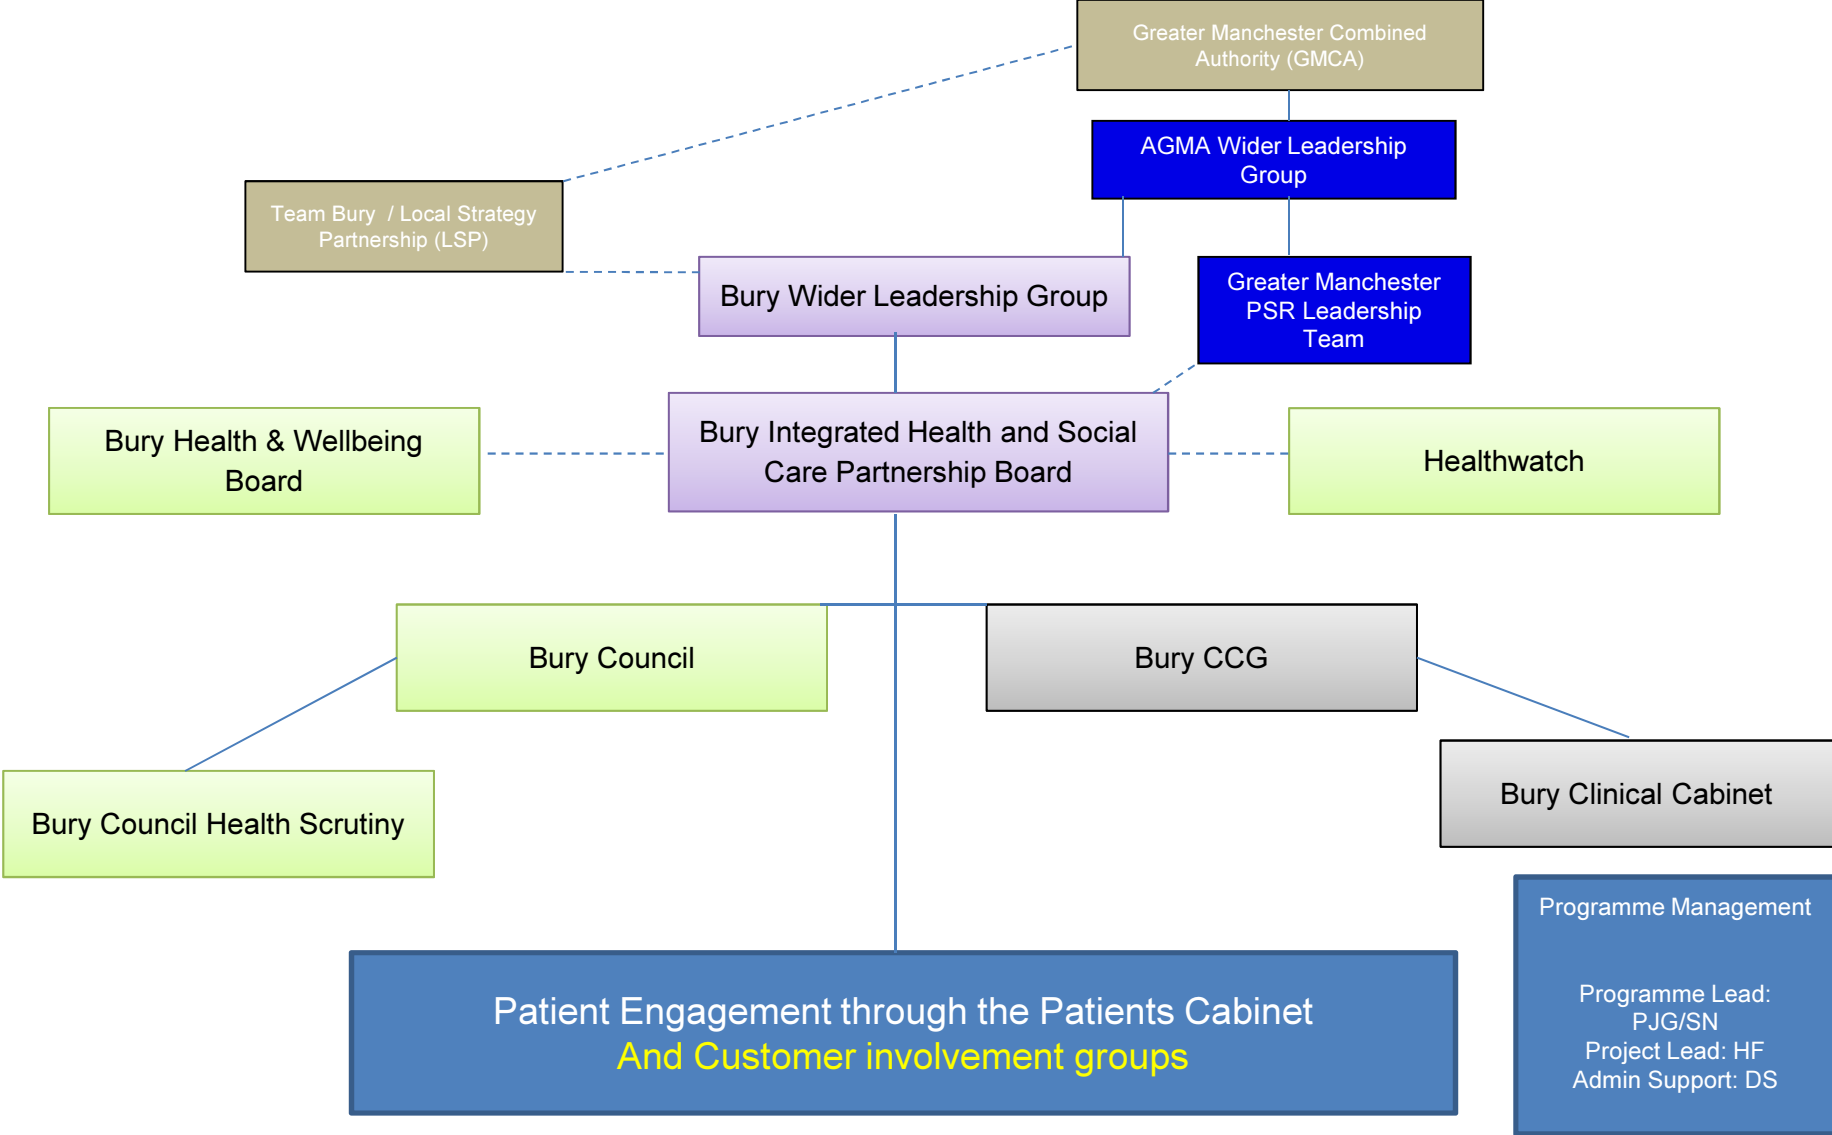 Greater Manchester Combined
Authority (GMCA)
AGMA Wider Leadership
Group
Team Bury / Local Strategy
Partnership (LSP)
Bury Wider Leadership Group
Greater Manchester
PSR Leadership
Team
Bury Health & Wellbeing
Board
Bury Integrated Health and Social
Care Partnership Board
Healthwatch
Bury Council
Bury CCG
Bury Council Health Scrutiny
Bury Clinical Cabinet
Programme Management
Programme Lead:
PJG/SN
Project Lead: HF
Admin Support: DS
Patient Engagement through the Patients Cabinet
And Customer involvement groups